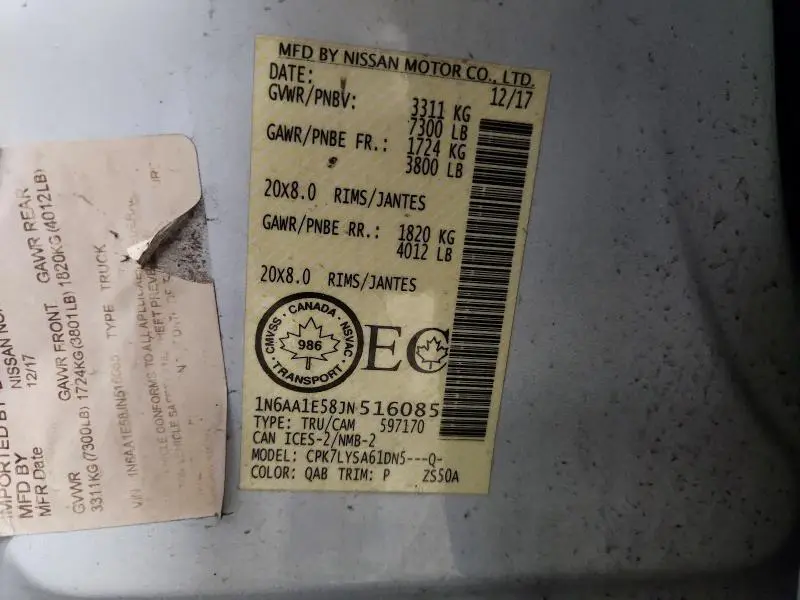 MFD BY NISSAN MOTOR CO., LTD.
DATE: 12/17
GVWR/PNBV: 3311 KG
7300 LB
GAWR/PNBE FR.: 1724 KG
3800 LB
20X8.0 RIMS/JANTES
GAWR/PNBE RR.: 1820 KG
4012 LB
20X8.0 RIMS/JANTES
CMVSS · CANADA · NSVAC
986
TRANSPORT
EC
1N6AA1E58JN516085
TYPE: TRU/CAM 597170
CAN ICES-2/NMB-2
MODEL: CPK7LYSA61DN5---Q-
COLOR: QAB TRIM: P ZS50A
IMPORTED BY
MFD BY NISSAN
MFR Date 12/17
GVWR GAWR FRONT GAWR REAR
3311KG (7300LB) 1724KG(3801LB) 1820KG(4012LB)
TYPE TRUCK